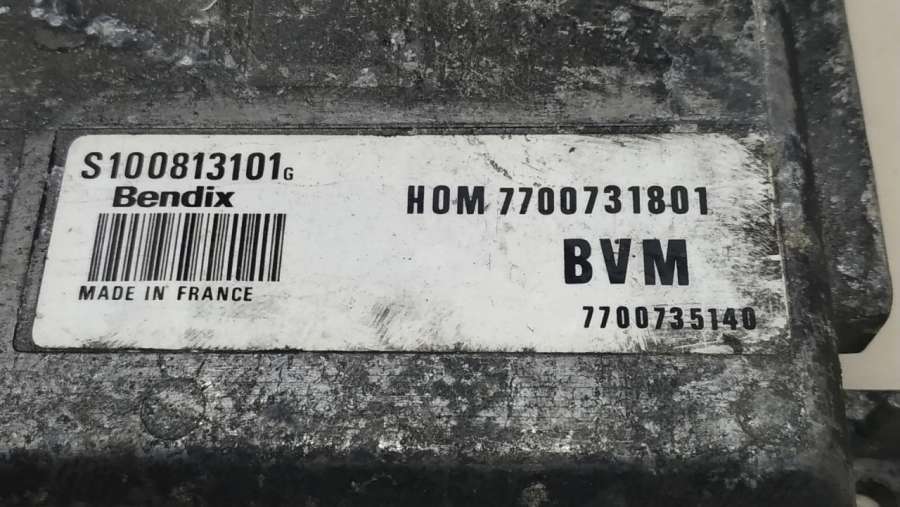 S100813101G
Bendix
MADE IN FRANCE
HOM 7700731801
BVM
7700735140